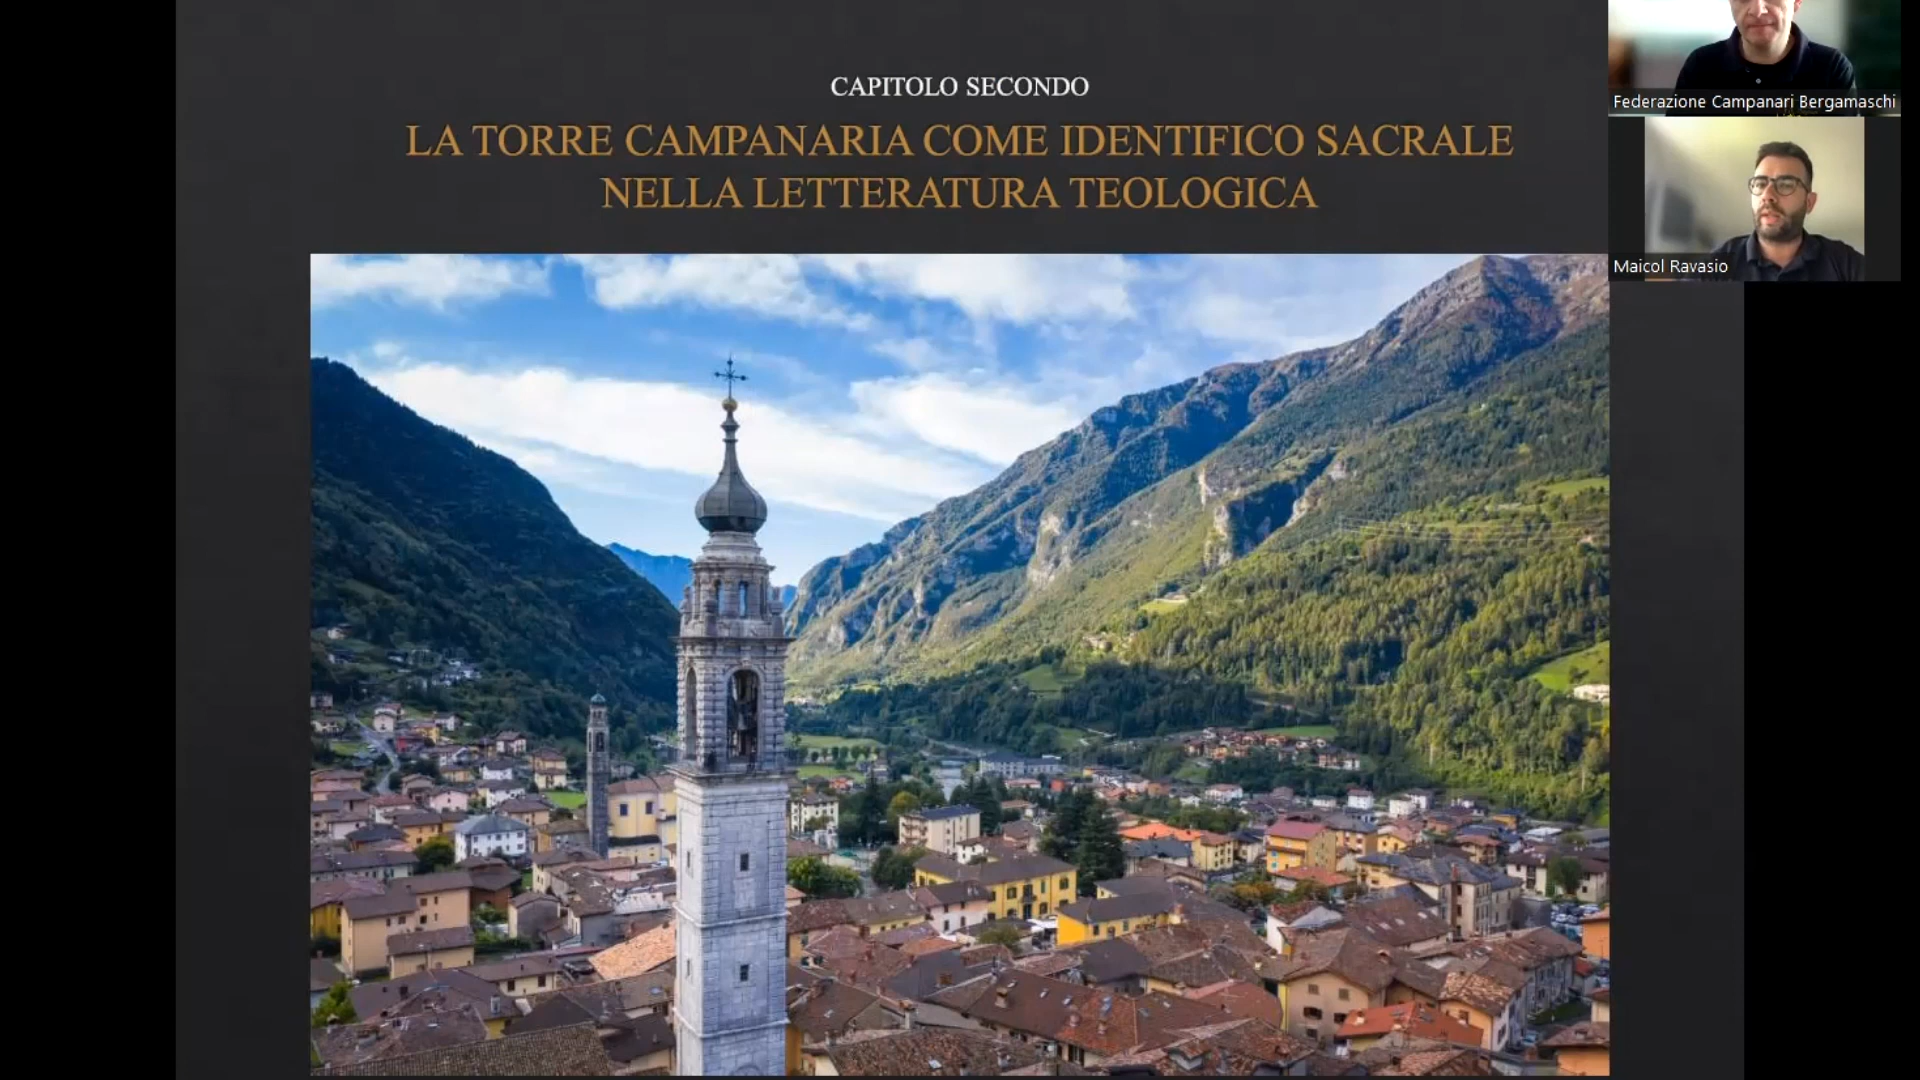 CAPITOLO SECONDO
LA TORRE CAMPANARIA COME IDENTIFICO SACRALE
NELLA LETTERATURA TEOLOGICA
Federazione Campanari Bergamaschi
Maicol Ravasio